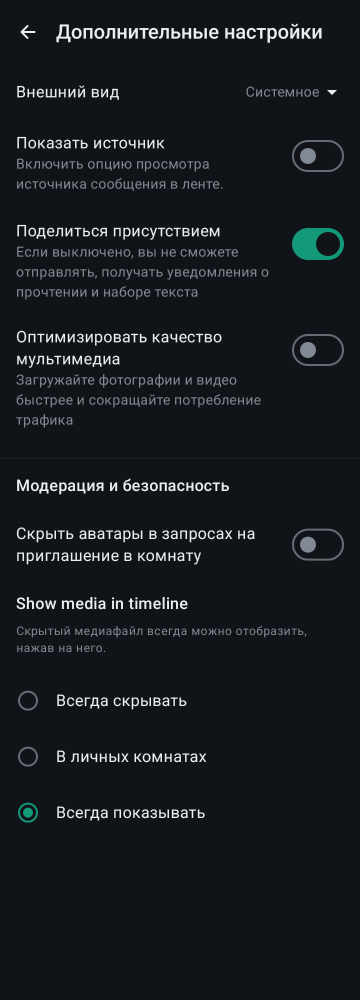 Дополнительные настройки
Внешний вид
Системное
Показать источник
Включить опцию просмотра
источника сообщения в ленте.
Поделиться присутствием
Если выключено, вы не сможете
отправлять, получать уведомления о
прочтении и наборе текста
Оптимизировать качество
мультимедиа
Загружайте фотографии и видео
быстрее и сокращайте потребление
трафика
Модерация и безопасность
Скрыть аватары в запросах на
приглашение в комнату
Show media in timeline
Скрытый медиафайл всегда можно отобразить,
нажав на него.
Всегда скрывать
В личных комнатах
Всегда показывать